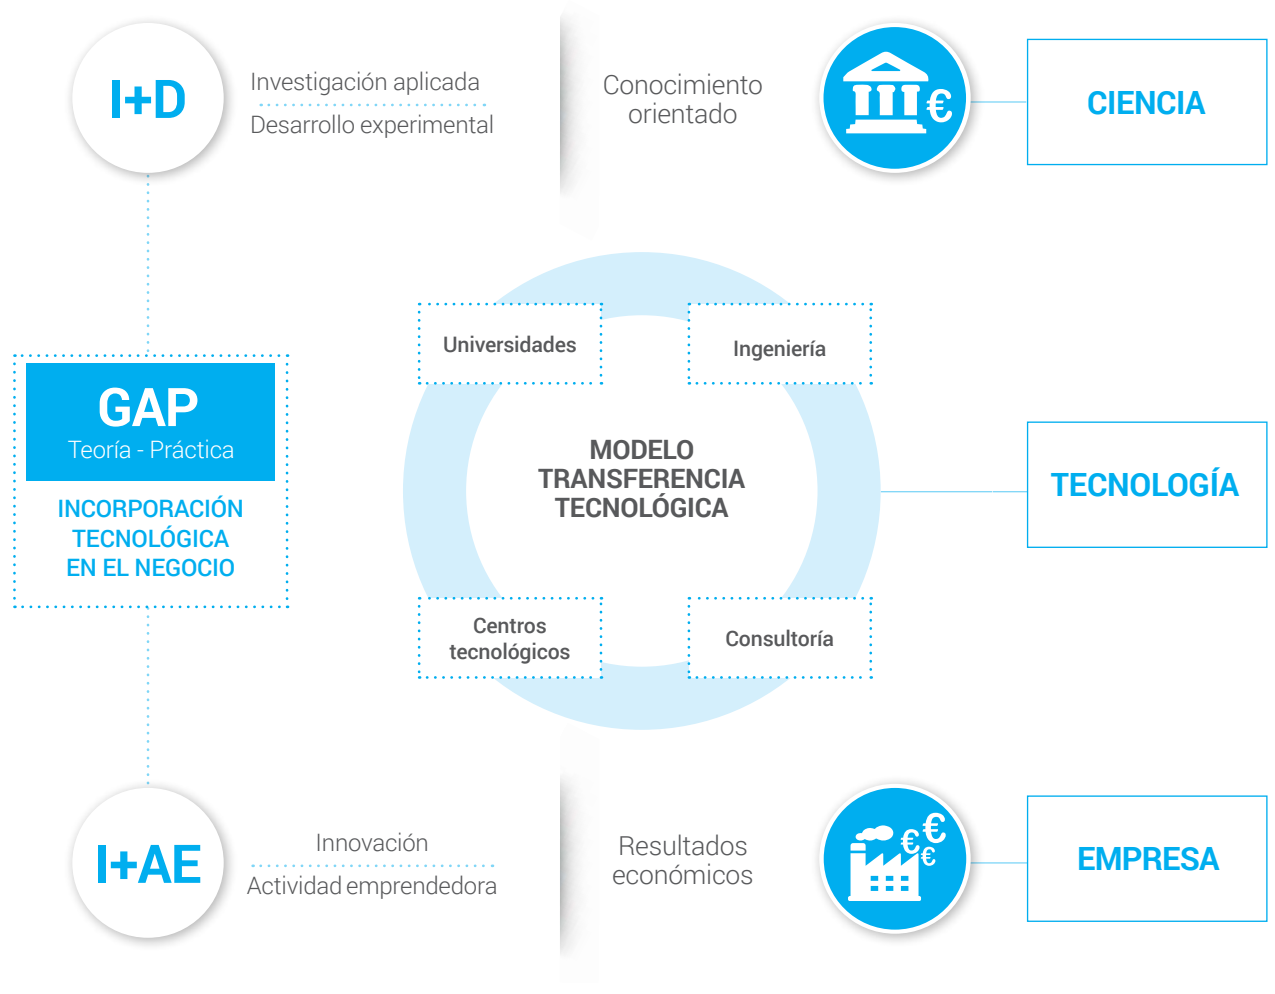 I+D
Investigación aplicada
Desarrollo experimental
Conocimiento
orientado
€
CIENCIA
GAP
Teoría - Práctica
INCORPORACIÓN
TECNOLÓGICA
EN EL NEGOCIO
Universidades
Ingeniería
MODELO
TRANSFERENCIA
TECNOLÓGICA
Centros
tecnológicos
Consultoría
TECNOLOGÍA
I+AE
Innovación
Actividad emprendedora
Resultados
económicos
€ €
€
EMPRESA